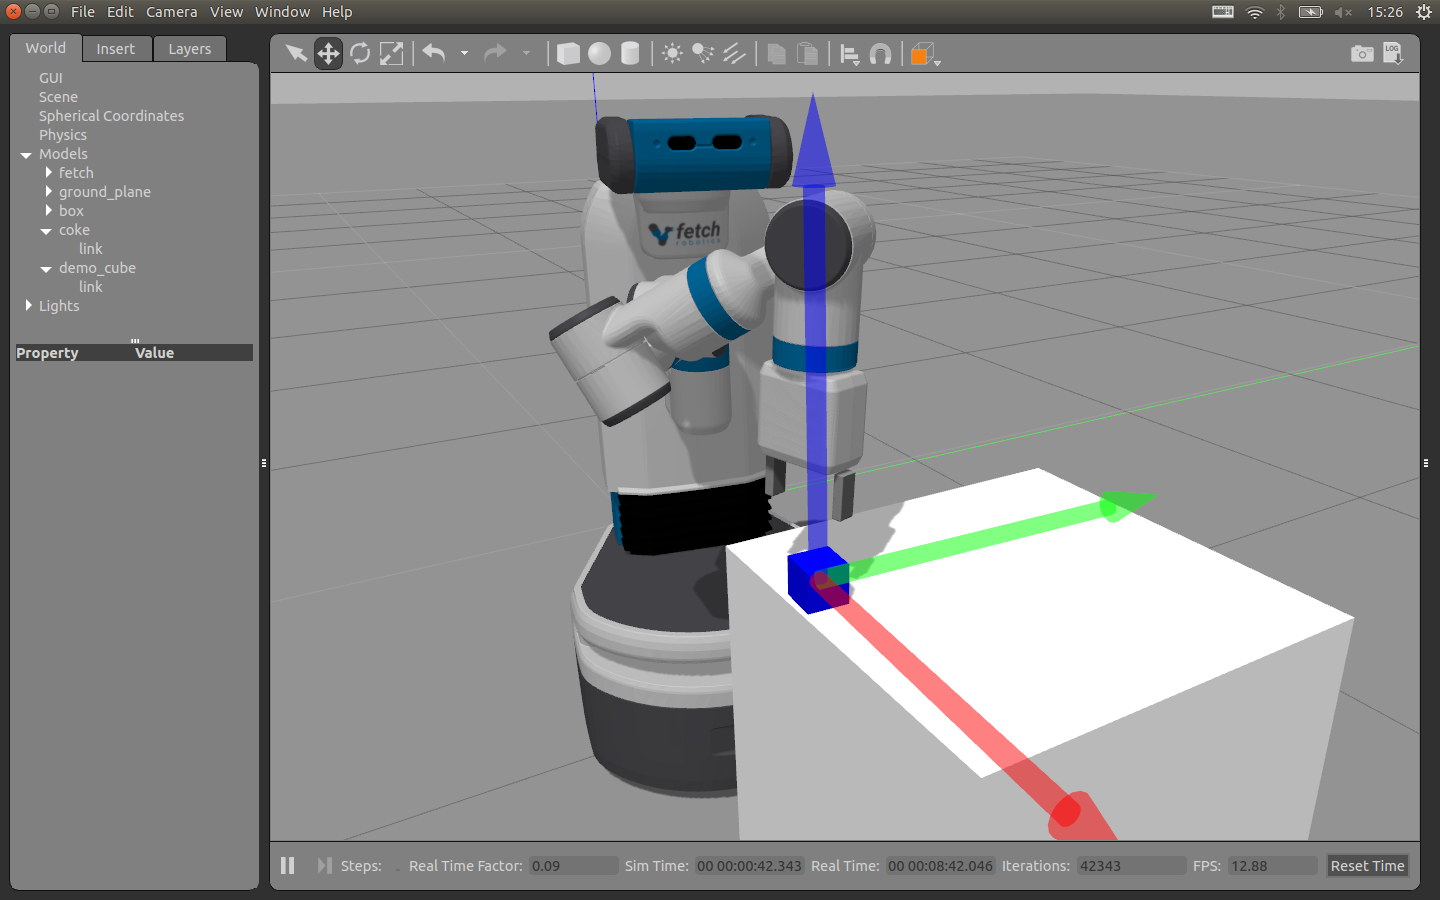 File Edit Camera View Window Help
15:26
World Insert Layers
GUI
Scene
Spherical Coordinates
Physics
Models
fetch
ground_plane
box
coke
link
demo_cube
link
Lights
Property Value
LOG
fetch
robotics
Steps: Real Time Factor: 0.09 Sim Time: 00 00:00:42.343 Real Time: 00 00:08:42.046 Iterations: 42343 FPS: 12.88 Reset Time